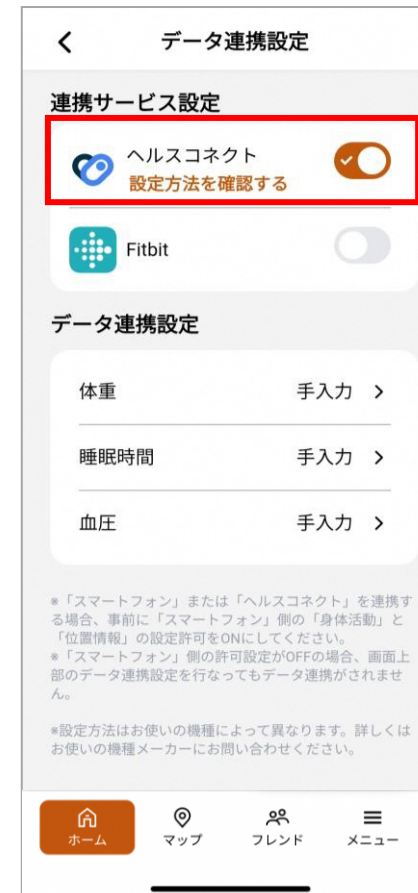 データ連携設定
連携サービス設定
ヘルスコネクト
設定方法を確認する
Fitbit
データ連携設定
体重 手入力
睡眠時間 手入力
血圧 手入力
※「スマートフォン」または「ヘルスコネクト」を連携す
る場合、事前に「スマートフォン」側の「身体活動」と
「位置情報」の設定許可をONにしてください。
※「スマートフォン」側の許可設定がOFFの場合、画面上
部のデータ連携設定を行なってもデータ連携がされませ
ん。
※設定方法はお使いの機種によって異なります。詳しくは
お使いの機種メーカーにお問い合わせください。
ホーム マップ フレンド メニュー